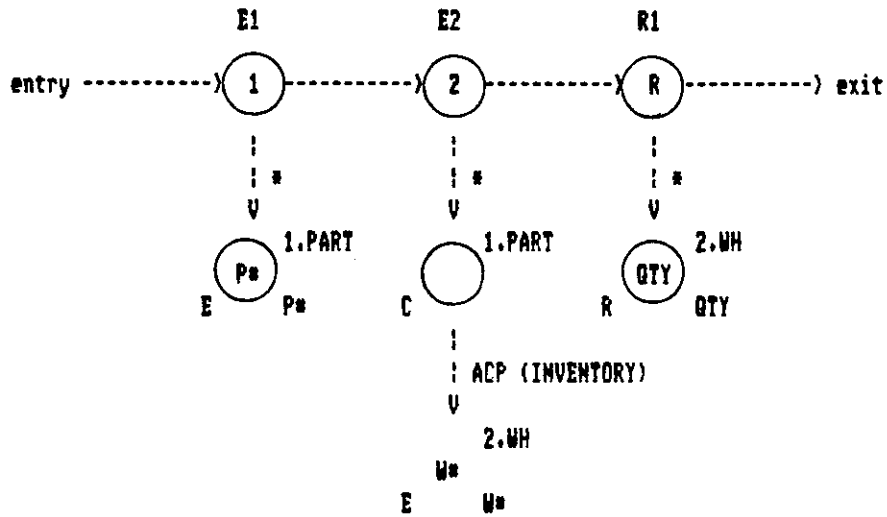 E1 E2 R1
entry 1 2 R exit
* * *
1.PART 1.PART 2.WH
P* QTY
E P* C R QTY
ACP (INVENTORY)
2.WH
W*
E W*